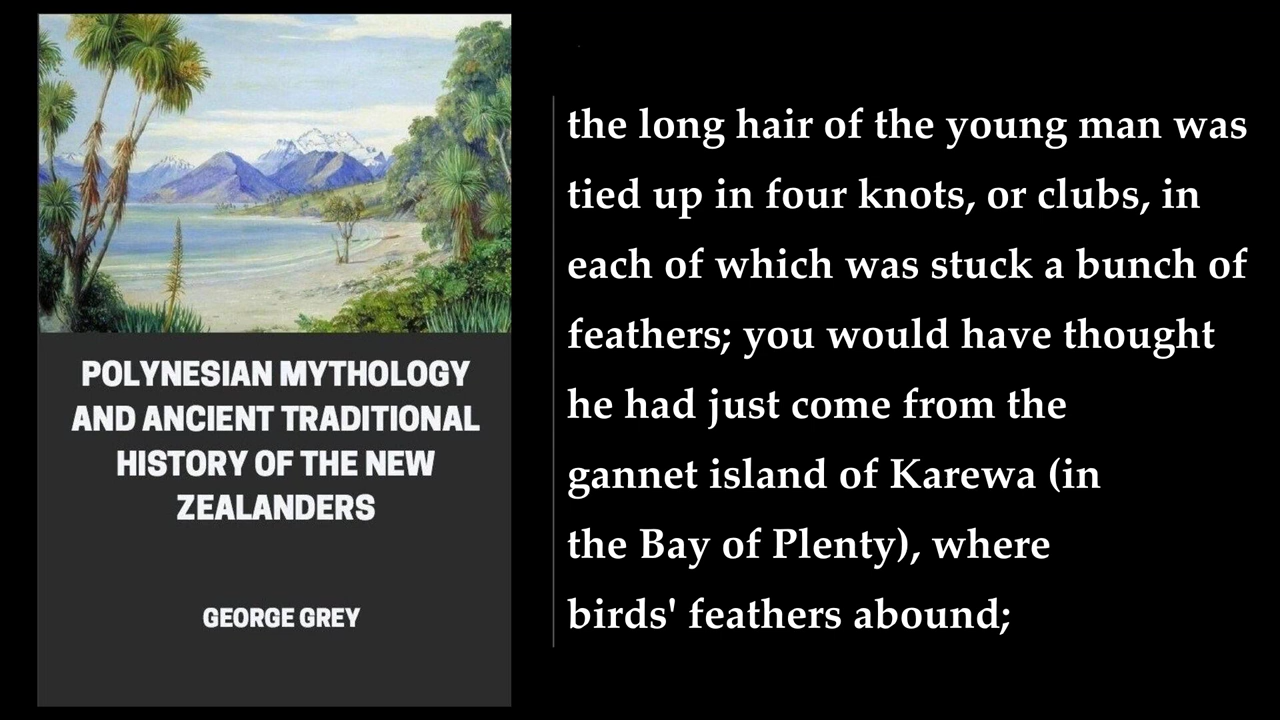 POLYNESIAN MYTHOLOGY
AND ANCIENT TRADITIONAL
HISTORY OF THE NEW
ZEALANDERS
GEORGE GREY
the long hair of the young man was
tied up in four knots, or clubs, in
each of which was stuck a bunch of
feathers; you would have thought
he had just come from the
gannet island of Karewa (in
the Bay of Plenty), where
birds' feathers abound;